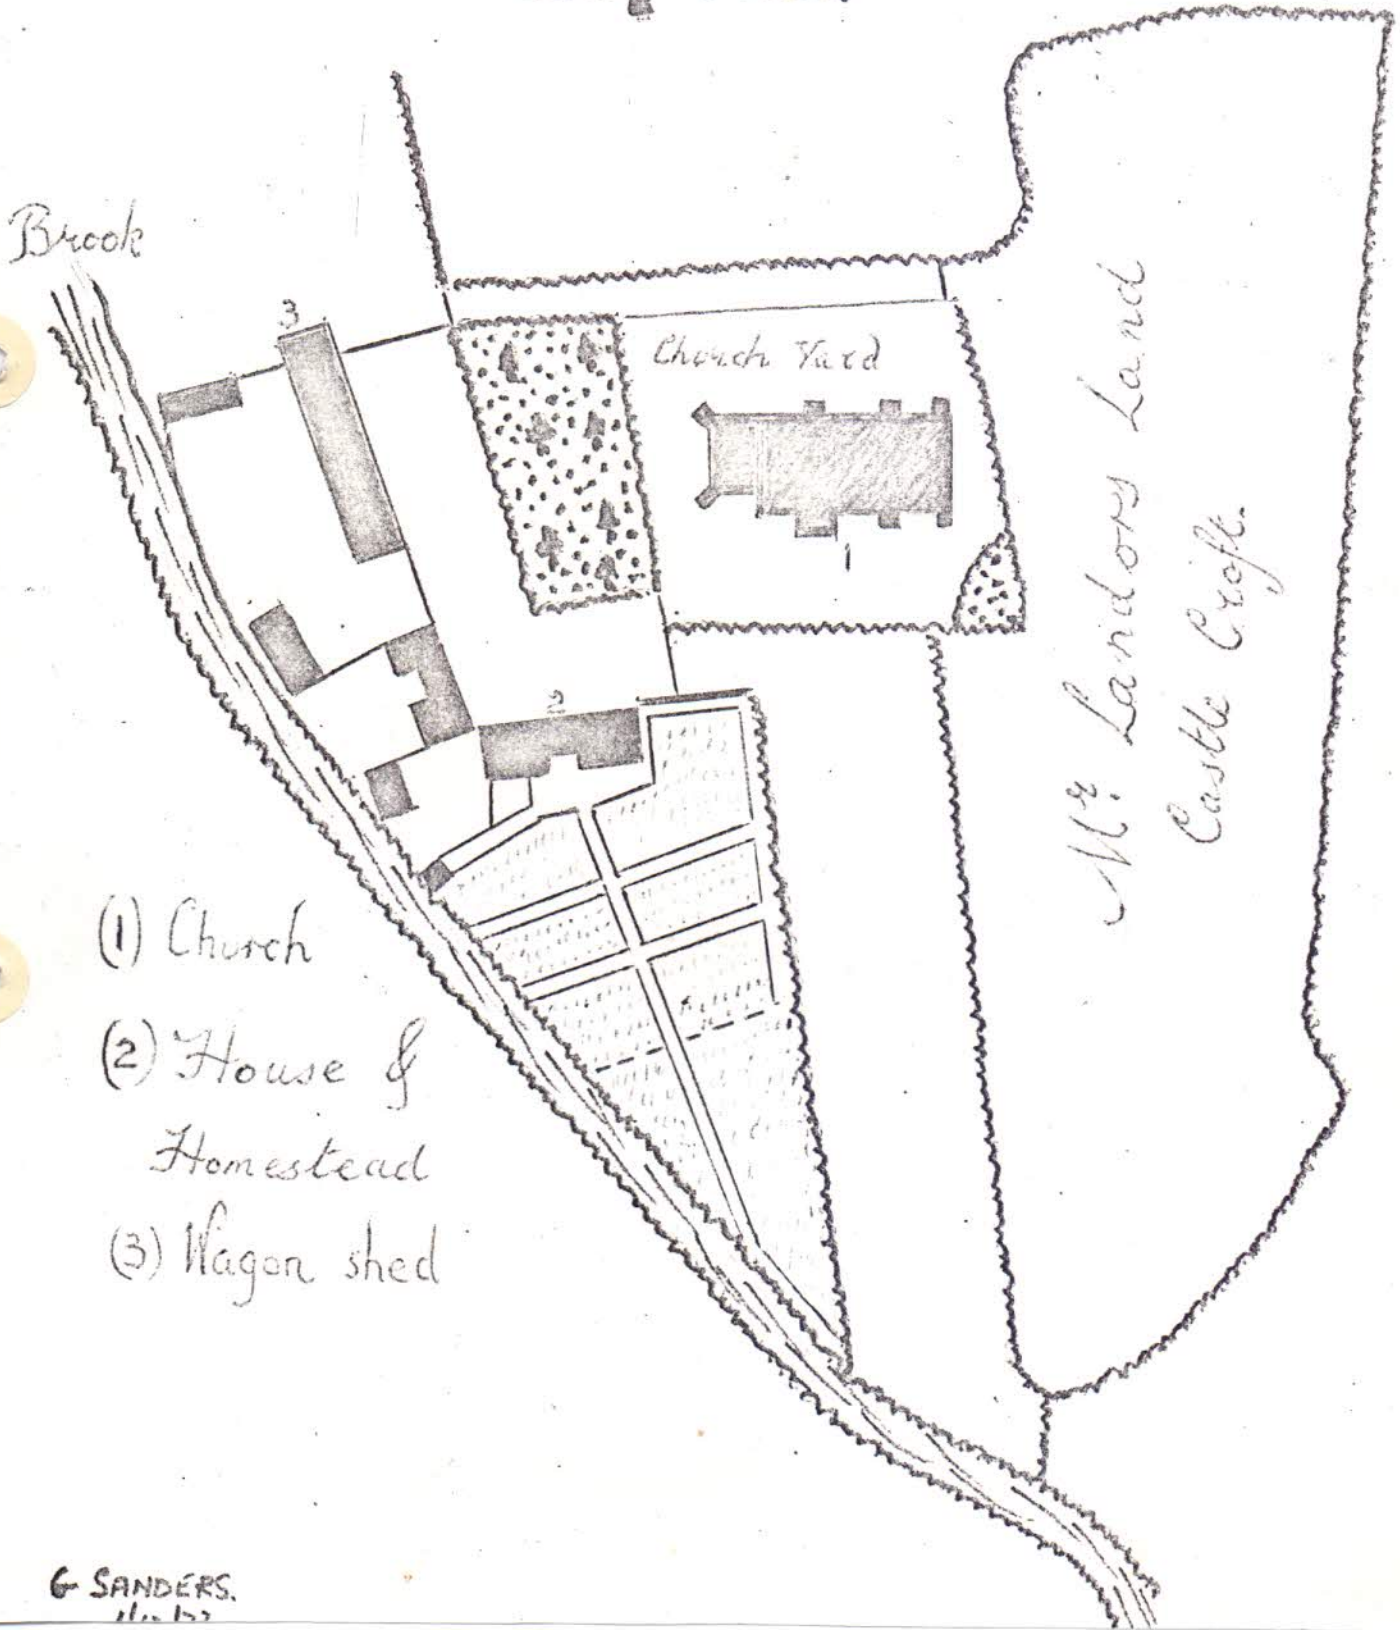 Brook
3
Church Yard
1
2
Mr. Landors Land
Castle Croft.
(1) Church
(2) House &
Homestead
(3) Wagon shed
G SANDERS.